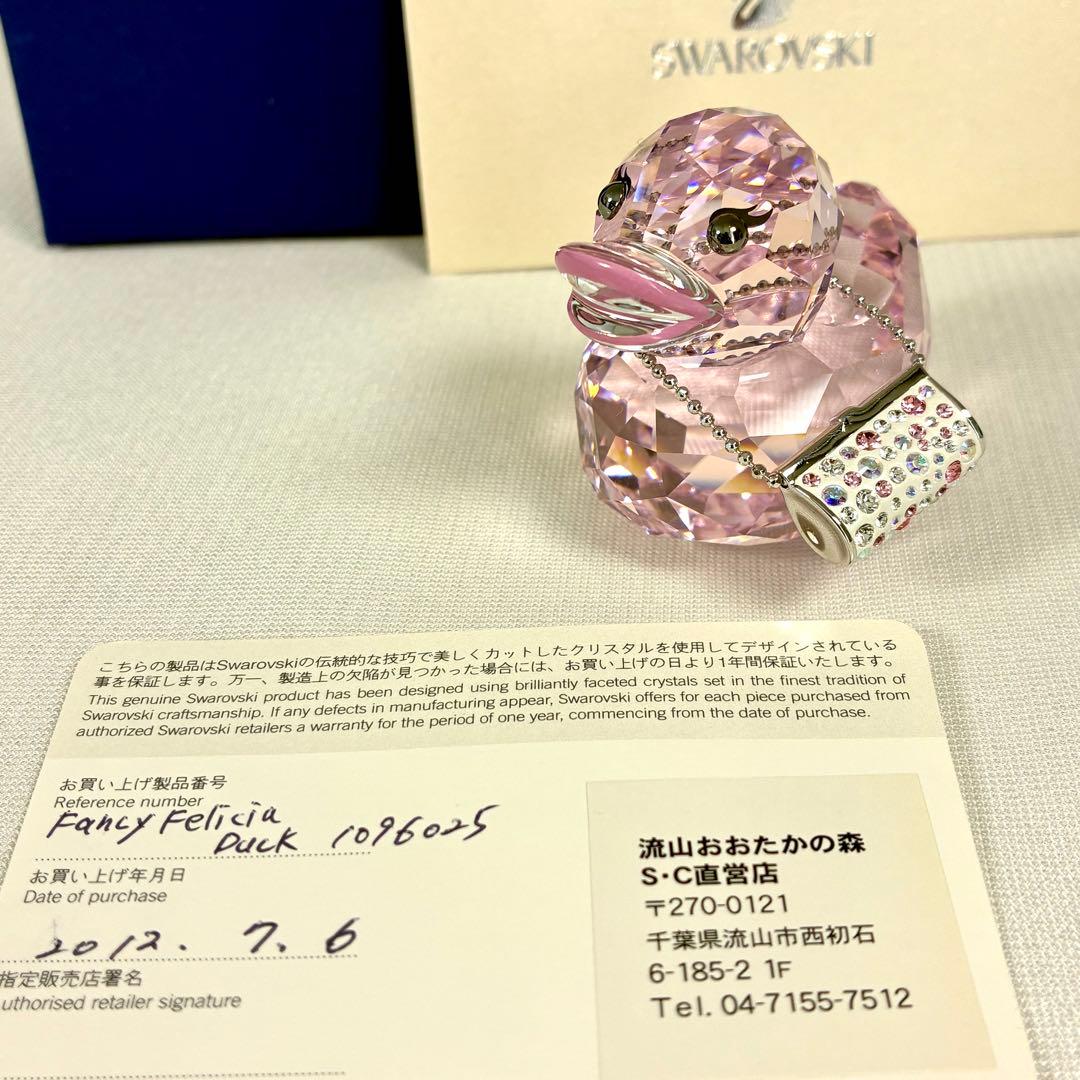 SWAROVSKI
こちらの製品はSwarovskiの伝統的な技巧で美しくカットしたクリスタルを使用してデザインされている
事を保証します。万一、製造上の欠陥が見つかった場合には、お買い上げの日より1年間保証いたします。
This genuine Swarovski product has been designed using brilliantly faceted crystals set in the finest tradition of
Swarovski craftsmanship. If any defects in manufacturing appear, Swarovski offers for each piece purchased from
authorized Swarovski retailers a warranty for the period of one year, commencing from the date of purchase.
お買い上げ製品番号
Reference number
Fancy Felicia
Duck 1096025
お買い上げ年月日
Date of purchase
2012. 7. 6
指定販売店署名
uthorised retailer signature
流山おおたかの森
S・C直営店
〒270-0121
千葉県流山市西初石
6-185-2 1F
Tel. 04-7155-7512